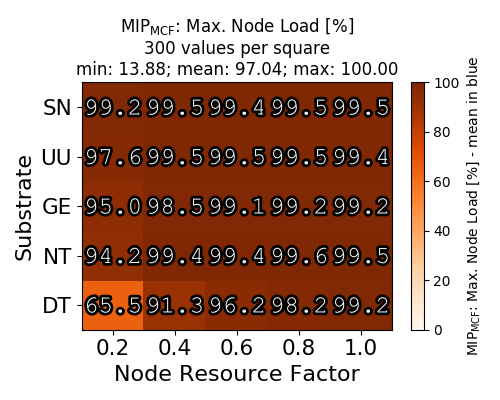 MIP_MCF: Max. Node Load [%]
300 values per square
min: 13.88; mean: 97.04; max: 100.00
Substrate
SN 99.2 99.5 99.4 99.5 99.5
UU 97.6 99.5 99.5 99.5 99.4
GE 95.0 98.5 99.1 99.2 99.2
NT 94.2 99.4 99.4 99.6 99.5
DT 65.5 91.3 96.2 98.2 99.2
0.2 0.4 0.6 0.8 1.0
Node Resource Factor
100
80
60
40
20
0
MIP_MCF: Max. Node Load [%] - mean in blue